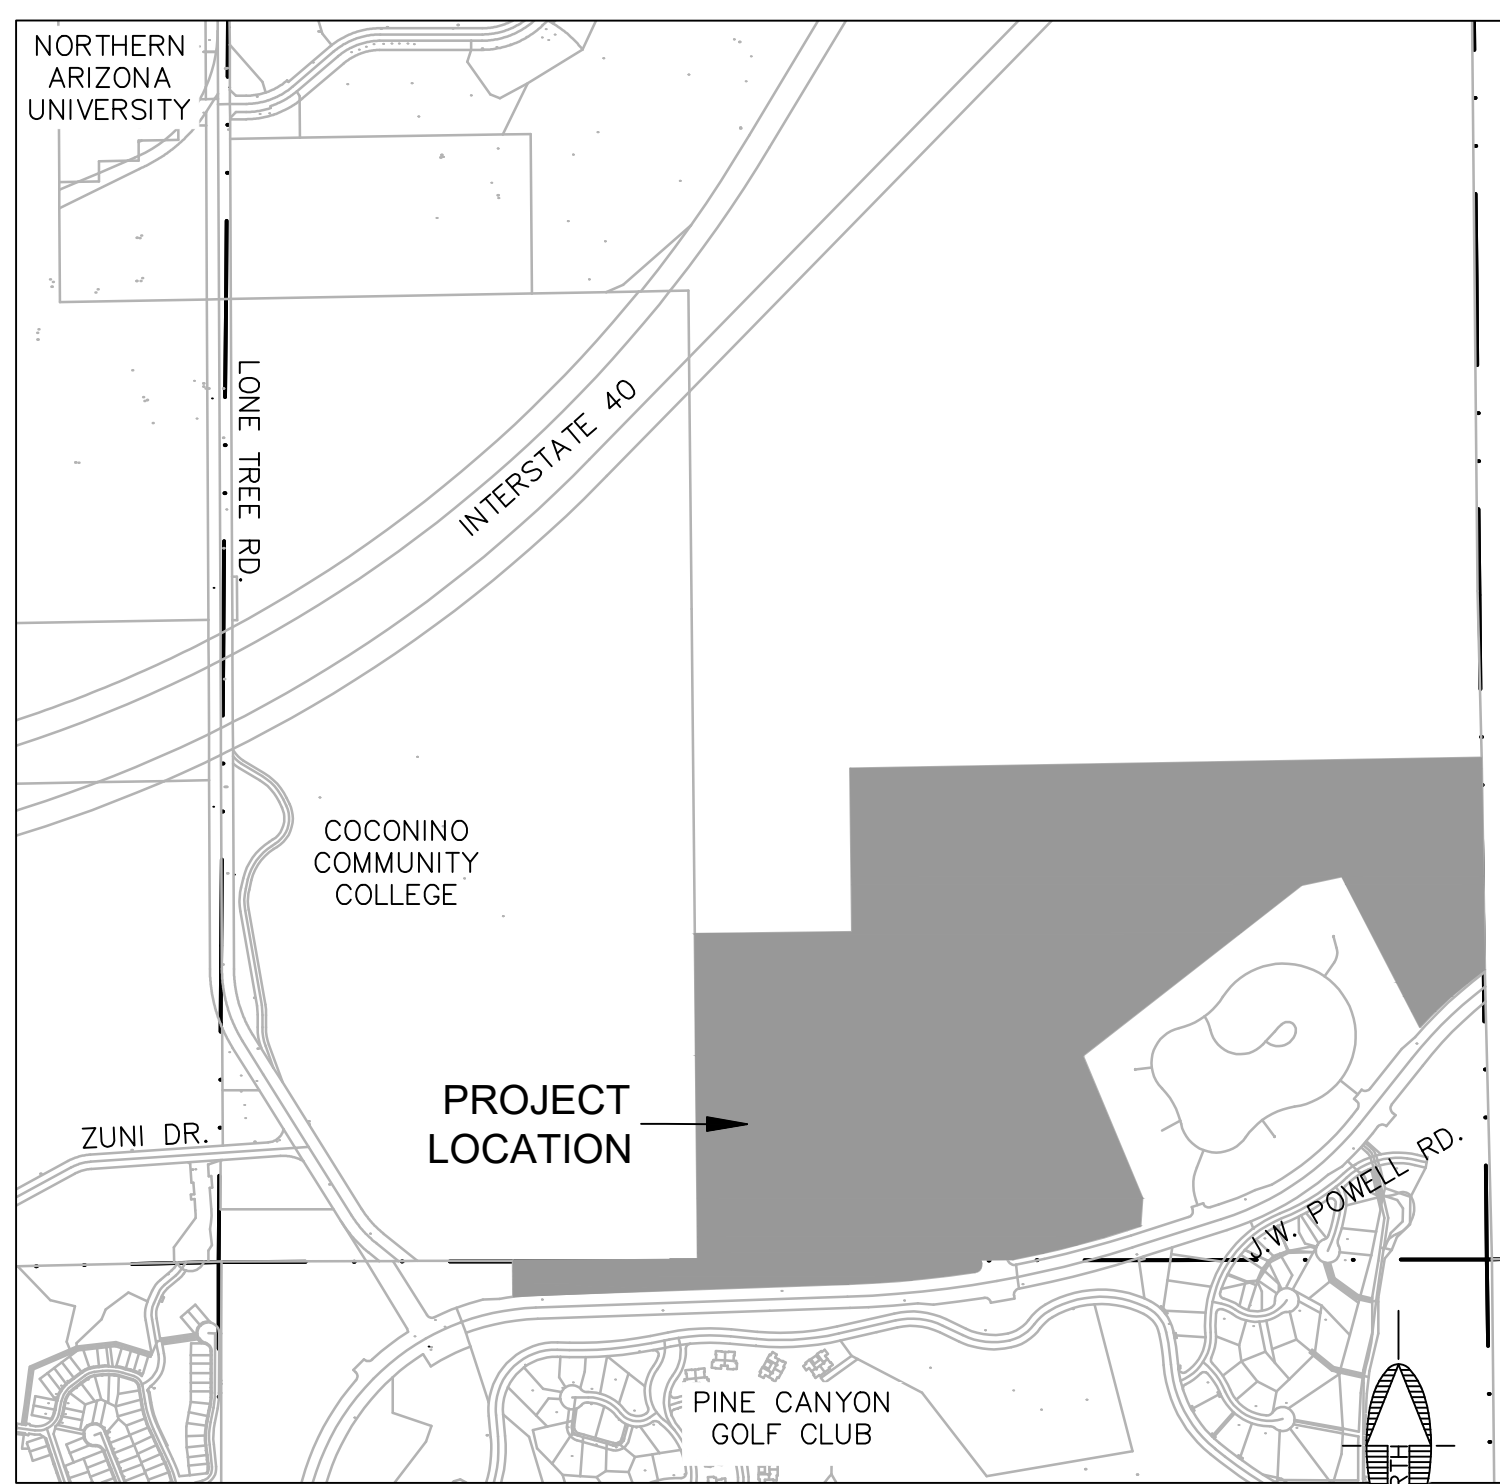 NORTHERN
ARIZONA
UNIVERSITY
LONE TREE RD.
INTERSTATE 40
COCONINO
COMMUNITY
COLLEGE
PROJECT
LOCATION
ZUNI DR.
J.W. POWELL RD.
PINE CANYON
GOLF CLUB